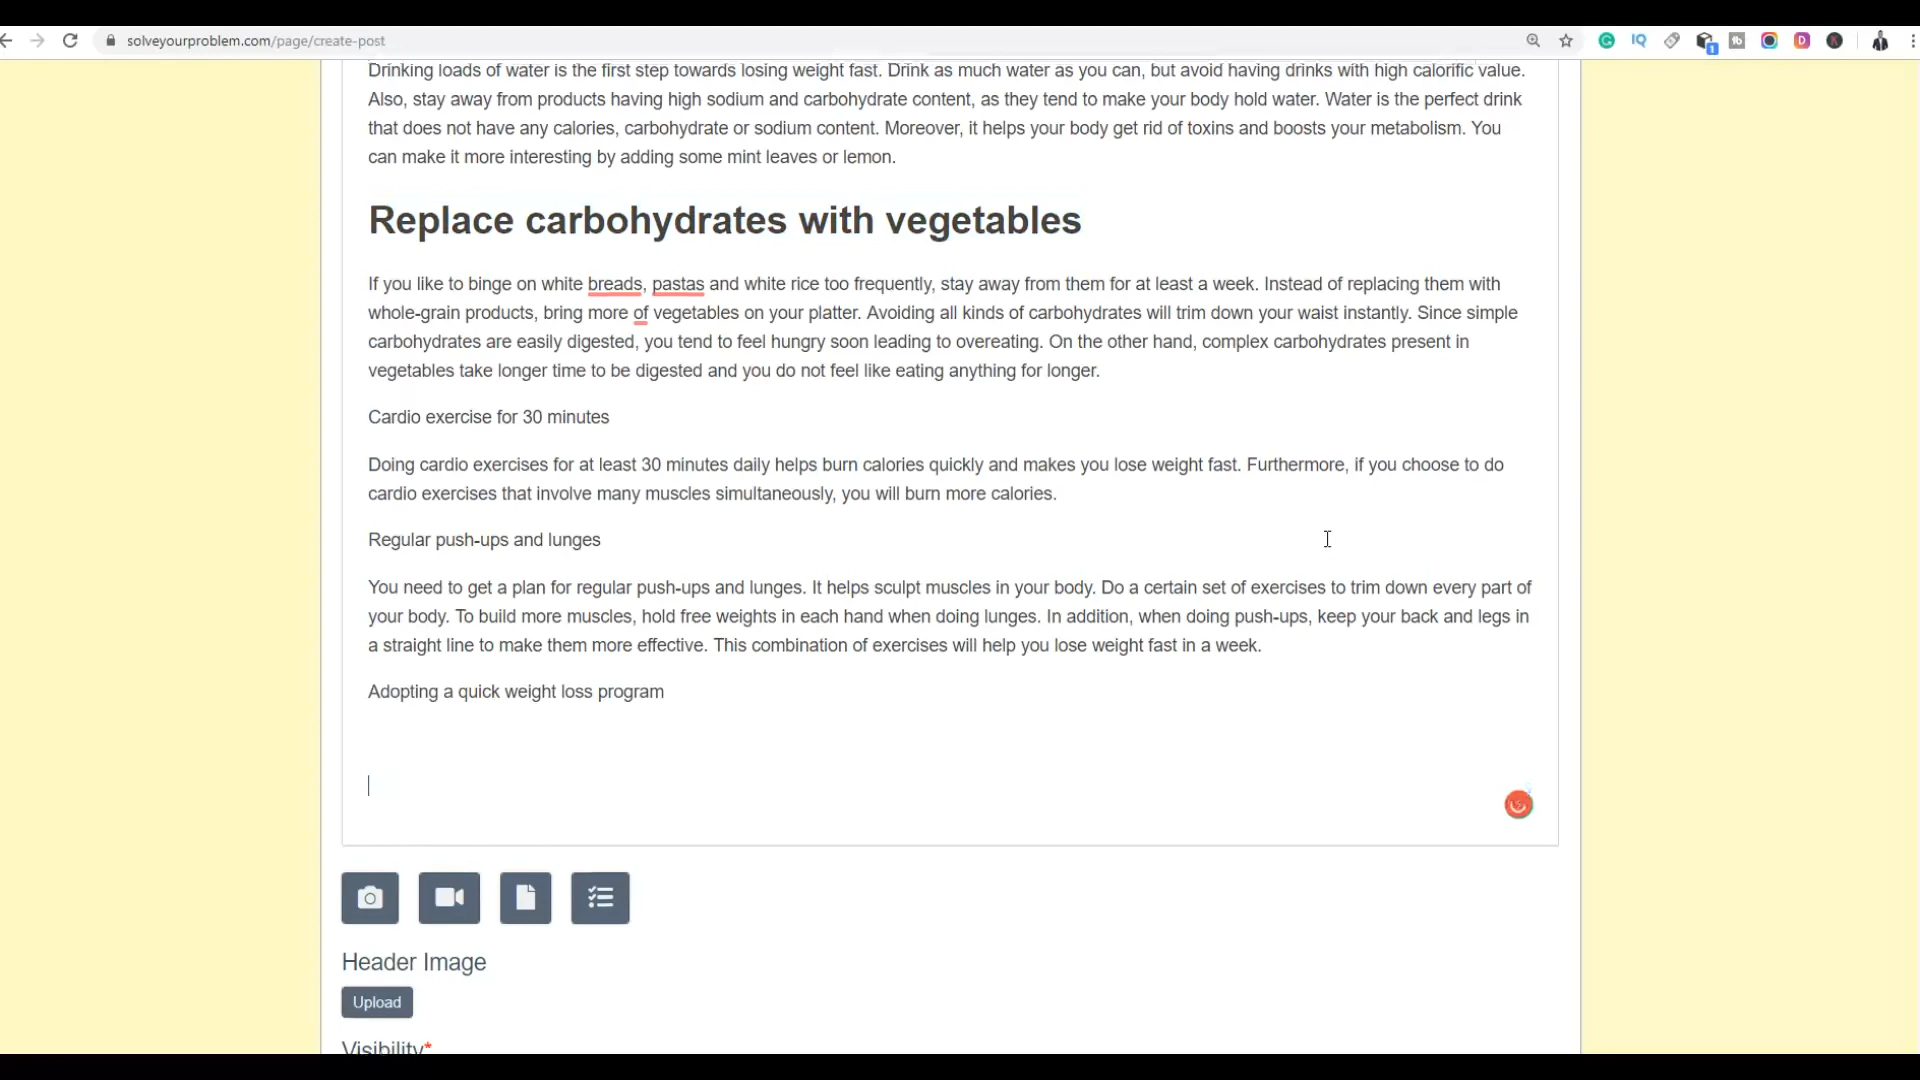 solveyourproblem.com/page/create-post
Drinking loads of water is the first step towards losing weight fast. Drink as much water as you can, but avoid having drinks with high calorific value.
Also, stay away from products having high sodium and carbohydrate content, as they tend to make your body hold water. Water is the perfect drink
that does not have any calories, carbohydrate or sodium content. Moreover, it helps your body get rid of toxins and boosts your metabolism. You
can make it more interesting by adding some mint leaves or lemon.
Replace carbohydrates with vegetables
If you like to binge on white breads, pastas and white rice too frequently, stay away from them for at least a week. Instead of replacing them with
whole-grain products, bring more of vegetables on your platter. Avoiding all kinds of carbohydrates will trim down your waist instantly. Since simple
carbohydrates are easily digested, you tend to feel hungry soon leading to overeating. On the other hand, complex carbohydrates present in
vegetables take longer time to be digested and you do not feel like eating anything for longer.
Cardio exercise for 30 minutes
Doing cardio exercises for at least 30 minutes daily helps burn calories quickly and makes you lose weight fast. Furthermore, if you choose to do
cardio exercises that involve many muscles simultaneously, you will burn more calories.
Regular push-ups and lunges
You need to get a plan for regular push-ups and lunges. It helps sculpt muscles in your body. Do a certain set of exercises to trim down every part of
your body. To build more muscles, hold free weights in each hand when doing lunges. In addition, when doing push-ups, keep your back and legs in
a straight line to make them more effective. This combination of exercises will help you lose weight fast in a week.
Adopting a quick weight loss program
Header Image
Upload
Visibility*